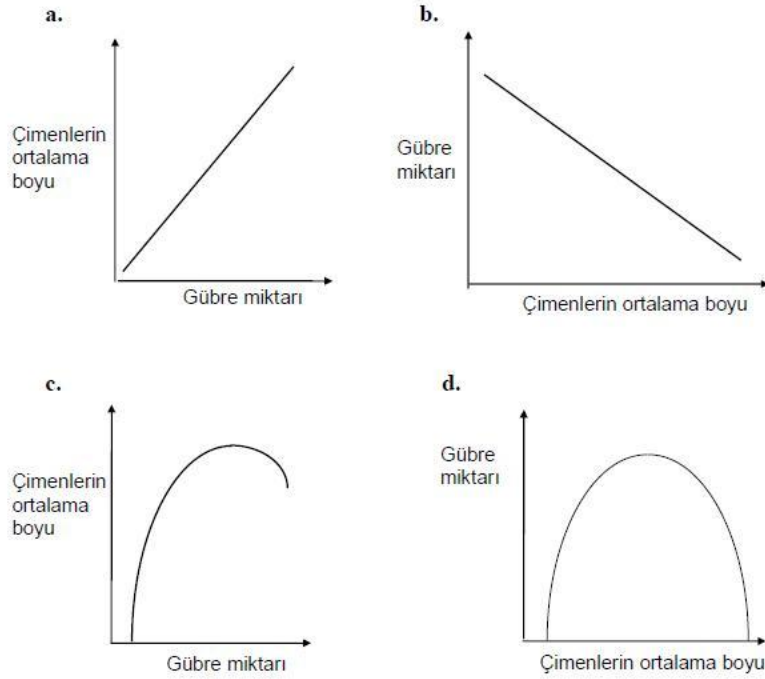 a.
Çimenlerin
ortalama
boyu
Gübre miktarı
b.
Gübre
miktarı
Çimenlerin ortalama boyu
c.
Çimenlerin
ortalama
boyu
Gübre miktarı
d.
Gübre
miktarı
Çimenlerin ortalama boyu